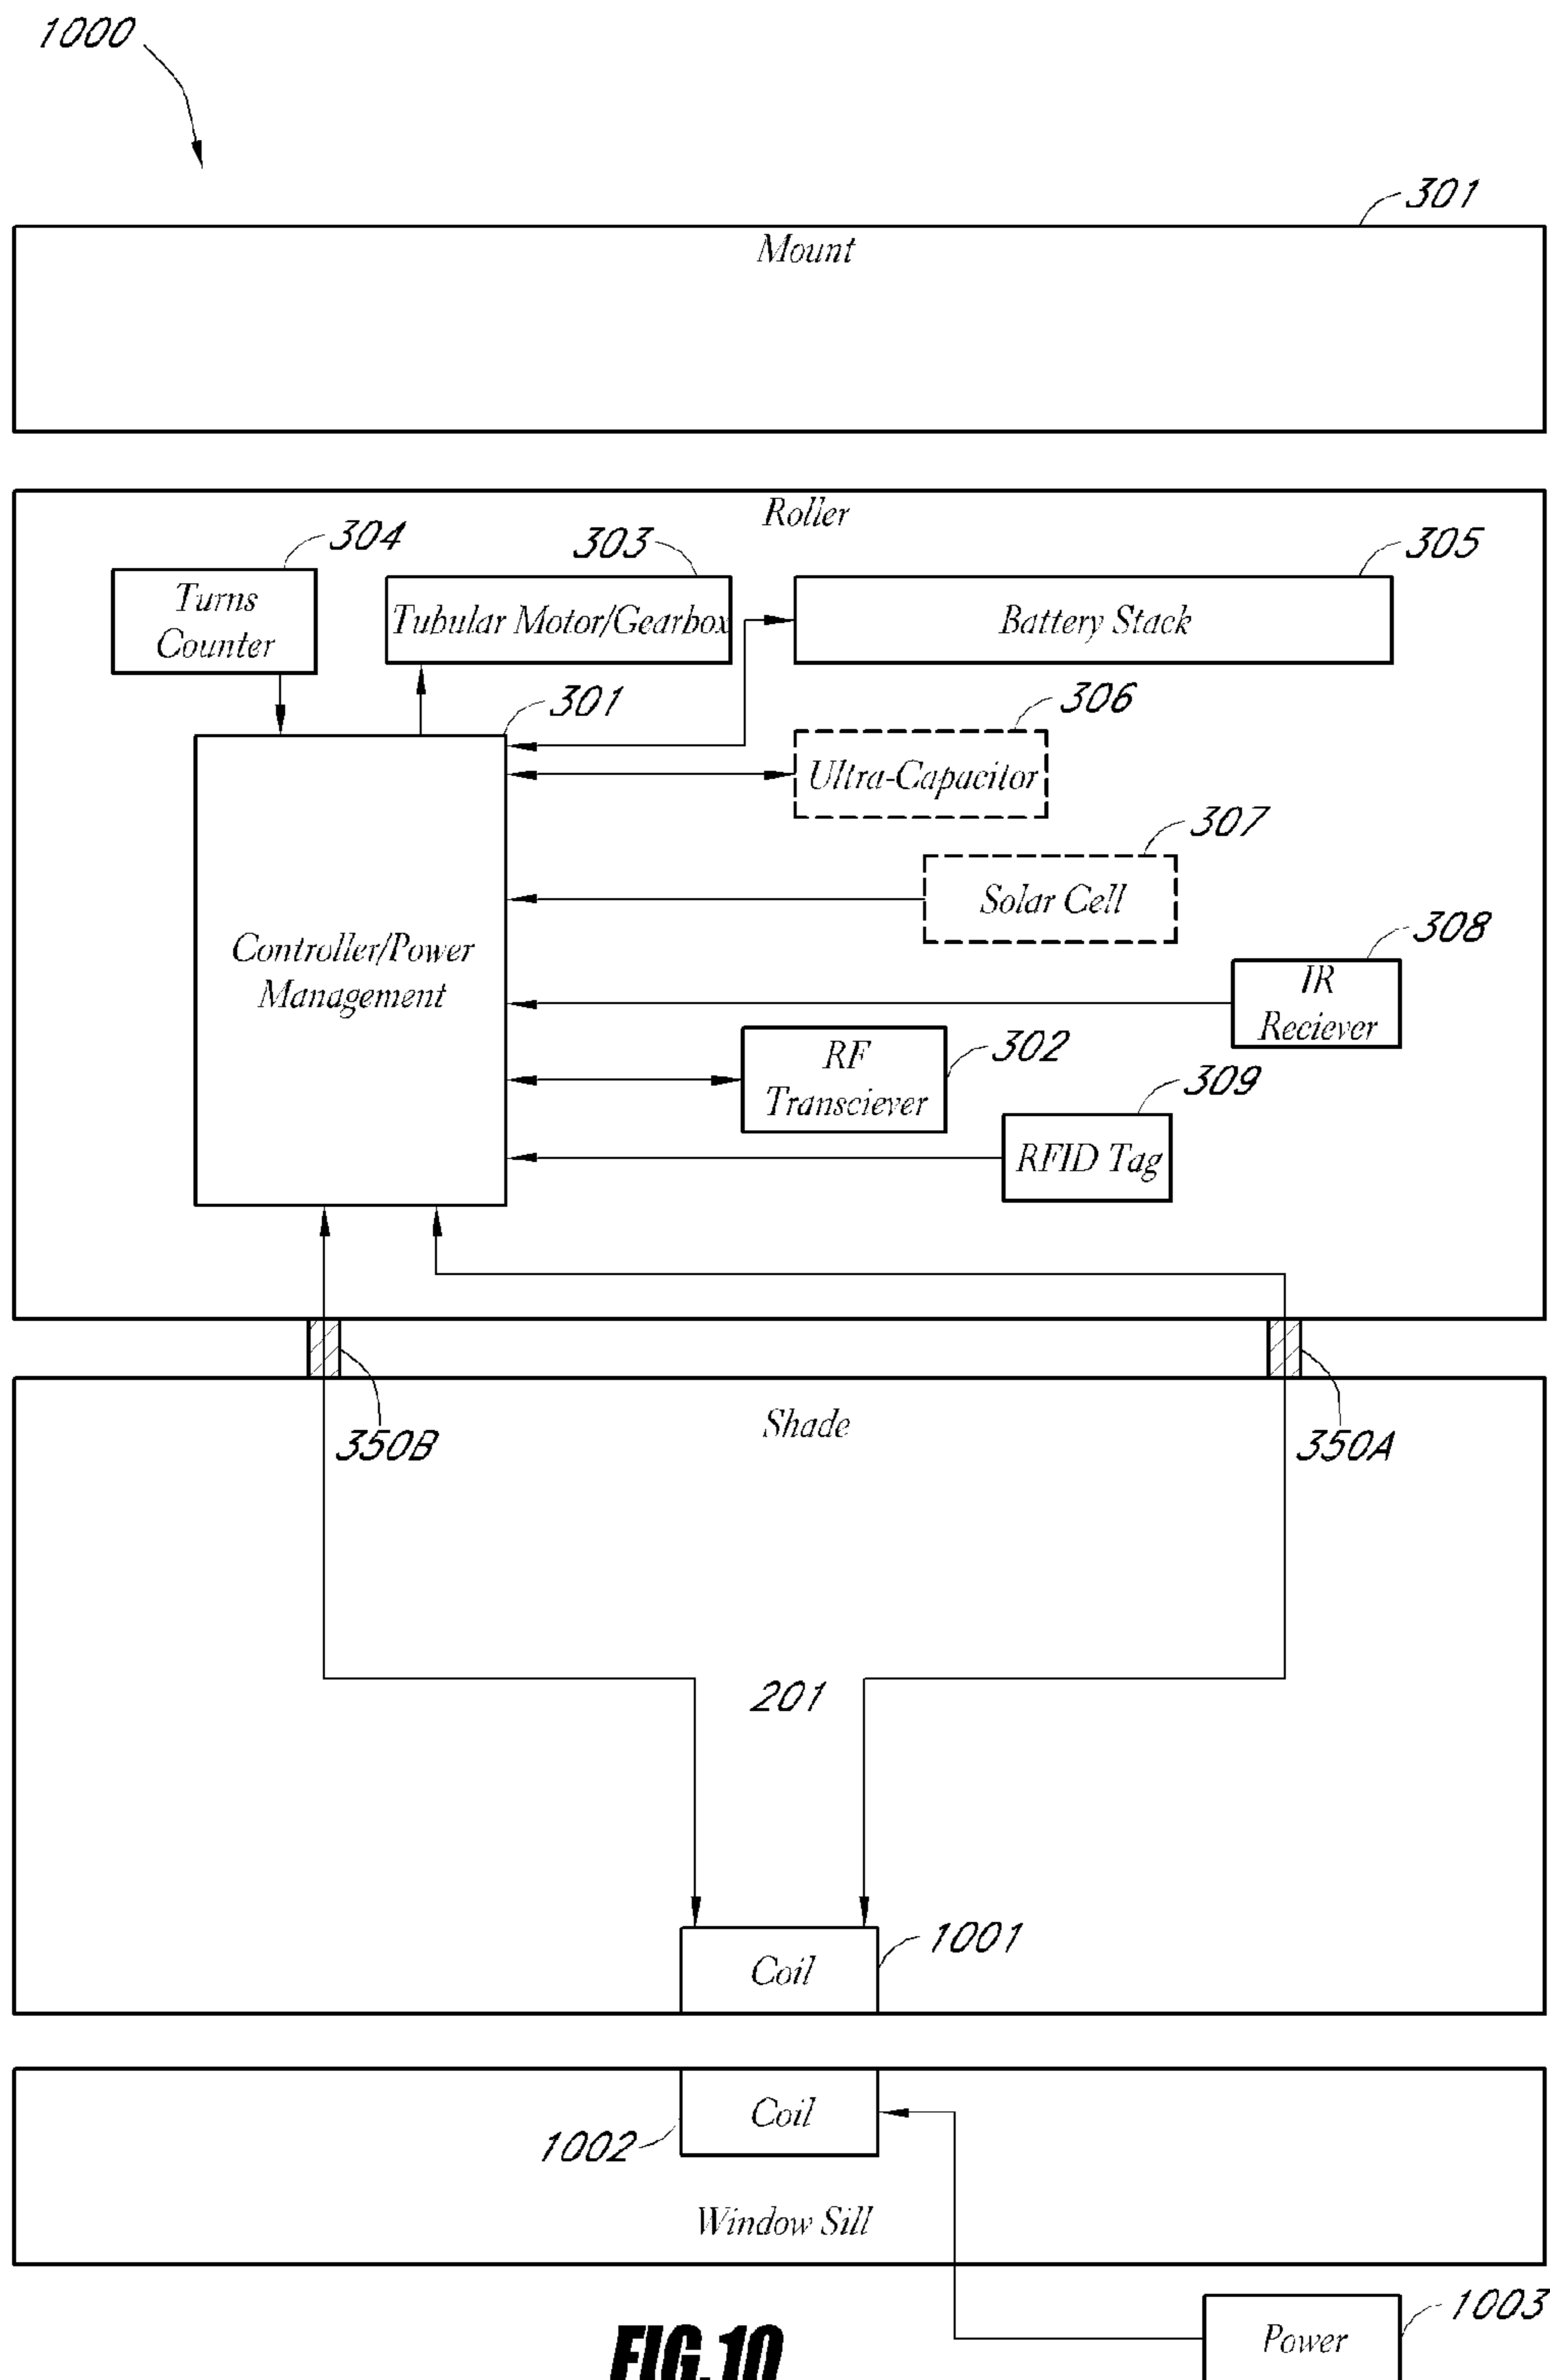 1000
301
Mount
Roller
304
303
305
Turns
Counter
Tubular Motor/Gearbox
Battery Stack
301
306
Ultra-Capacitor
307
Solar Cell
308
Controller/Power
Management
IR
Reciever
302
RF
Transciever
309
RFID Tag
350B
Shade
350A
201
1001
Coil
Coil
1002
Window Sill
1003
Power
FIG.10